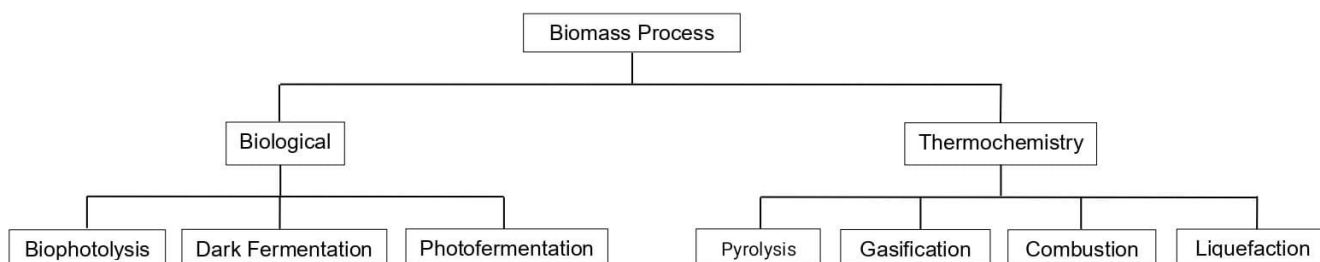 Biomass Process
Biological
Thermochemistry
Biophotolysis
Dark Fermentation
Photofermentation
Pyrolysis
Gasification
Combustion
Liquefaction